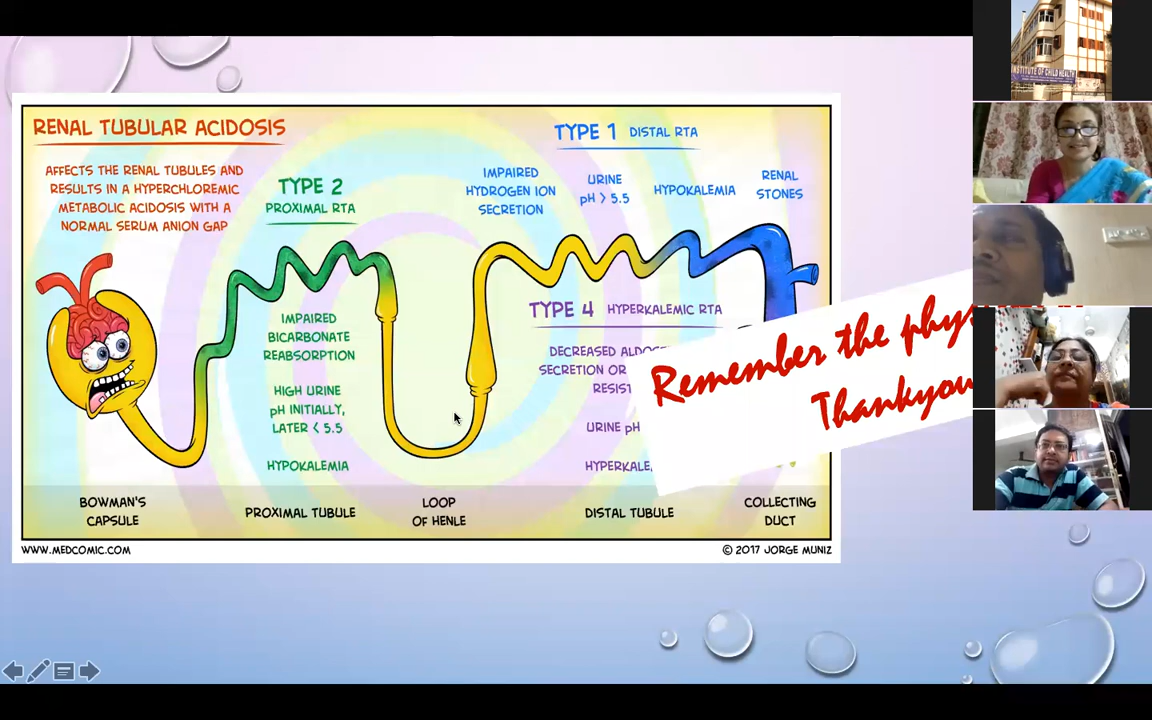 INSTITUTE OF CHILD HEALTH
RENAL TUBULAR ACIDOSIS
AFFECTS THE RENAL TUBULES AND
RESULTS IN A HYPERCHLOREMIC
METABOLIC ACIDOSIS WITH A
NORMAL SERUM ANION GAP
TYPE 2
PROXIMAL RTA
IMPAIRED
BICARBONATE
REABSORPTION
HIGH URINE
pH INITIALLY,
LATER < 5.5
HYPOKALEMIA
TYPE 1 DISTAL RTA
IMPAIRED
HYDROGEN ION
SECRETION
URINE
pH > 5.5
HYPOKALEMIA
RENAL
STONES
TYPE 4 HYPERKALEMIC RTA
DECREASED
SECRETION OR
URINE pH
Remember the
Thankyou
BOWMAN'S
CAPSULE
PROXIMAL TUBULE
LOOP
OF HENLE
DISTAL TUBULE
COLLECTING
DUCT
WWW.MEDCOMIC.COM
© 2017 JORGE MUNIZ